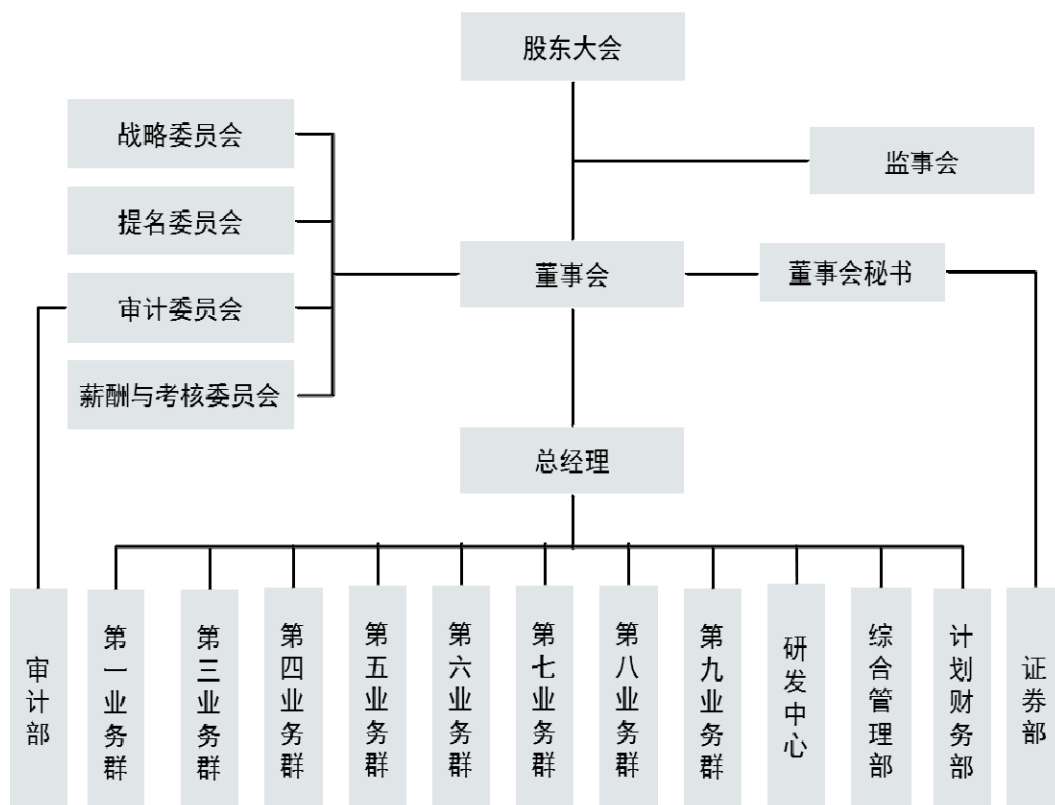 股东大会
战略委员会
监事会
提名委员会
董事会
董事会秘书
审计委员会
薪酬与考核委员会
总经理
审计部
第一业务群
第三业务群
第四业务群
第五业务群
第六业务群
第七业务群
第八业务群
第九业务群
研发中心
综合管理部
计划财务部
证券部